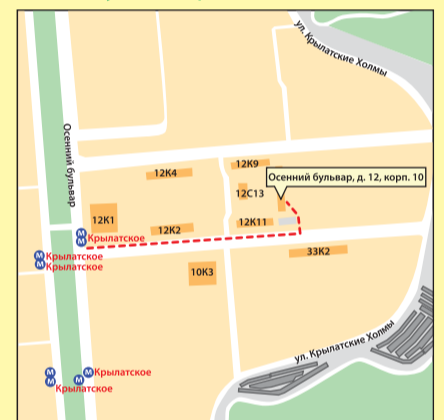 ул. Крылатские Холмы
Осенний бульвар
12К9
12К4
Осенний бульвар, д. 12, корп. 10
12С13
12К1
12К11
12К2
М
М
Крылатское
33К2
М
Крылатское
М
Крылатское
10К3
ул. Крылатские Холмы
М
М
Крылатское
М
М
Крылатское